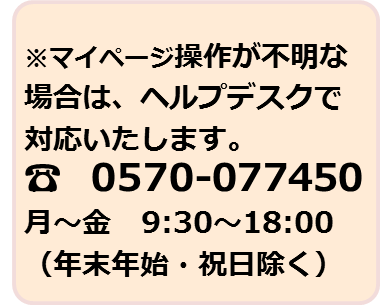 ※マイページ操作が不明な
場合は、ヘルプデスクで
対応いたします。
☎　0570-077450
月～金　9:30～18:00
（年末年始・祝日除く）